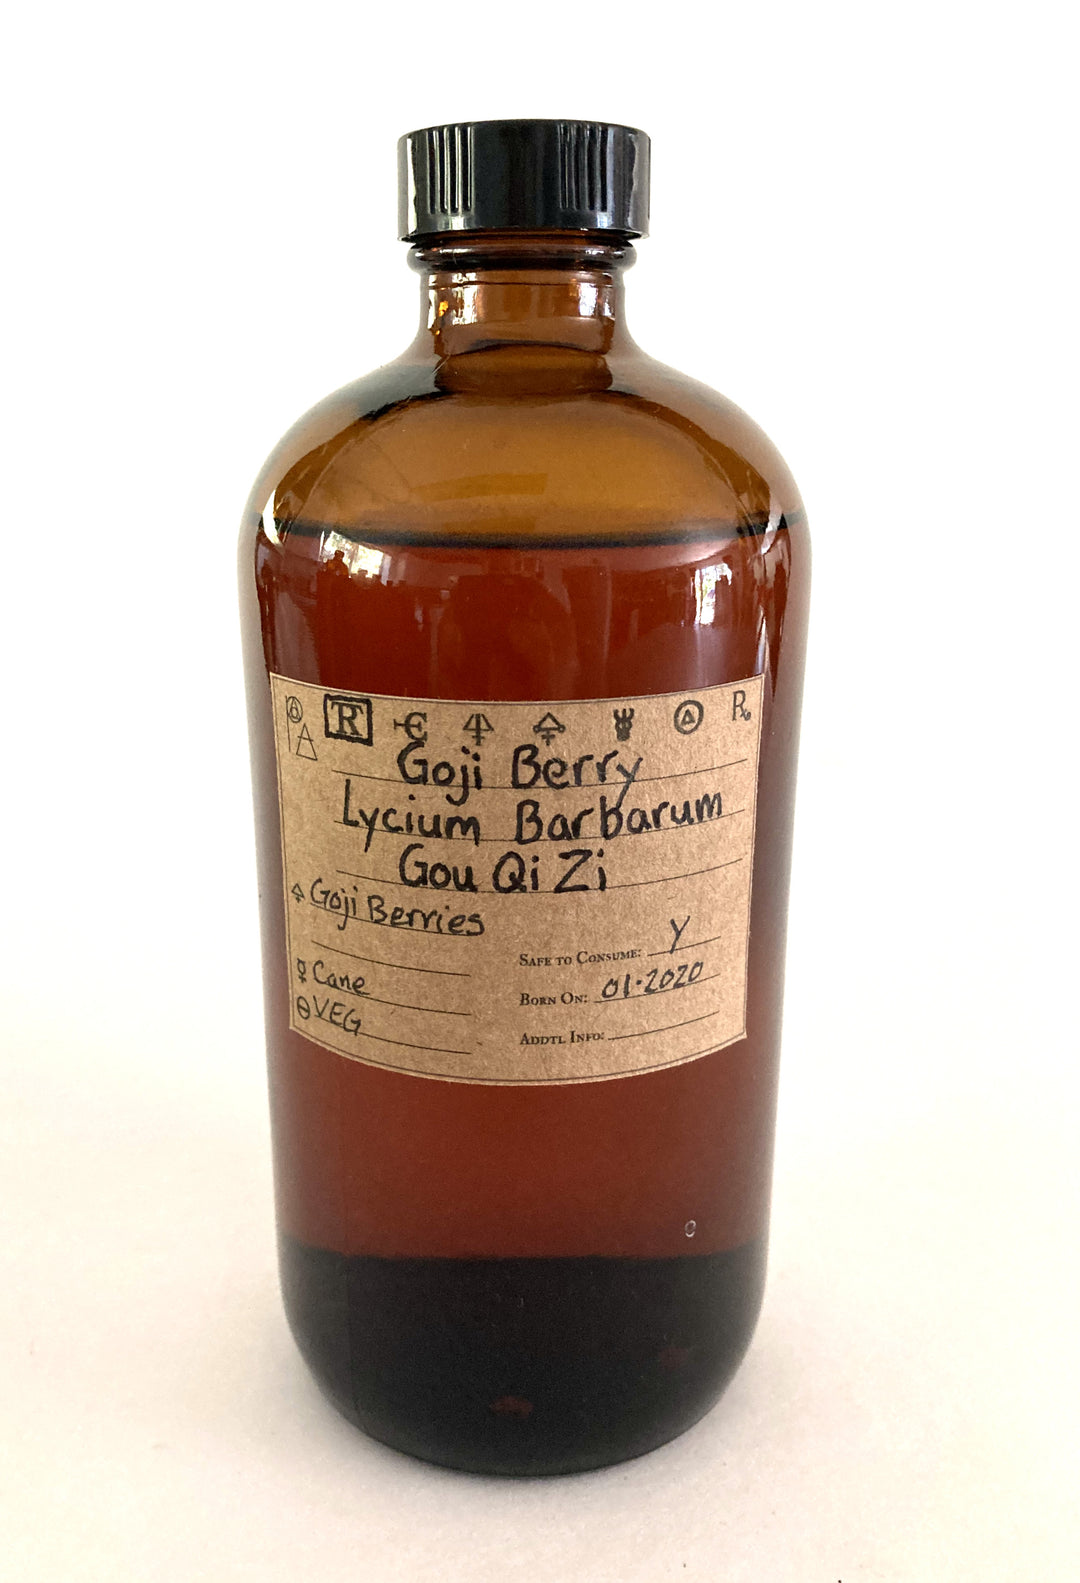 Goji Berry
Lycium Barbarum
Gou Qi Zi
Goji Berries
Cane
VEG
Safe to Consume: Y
Born On: 01·2020
Addtl Info: